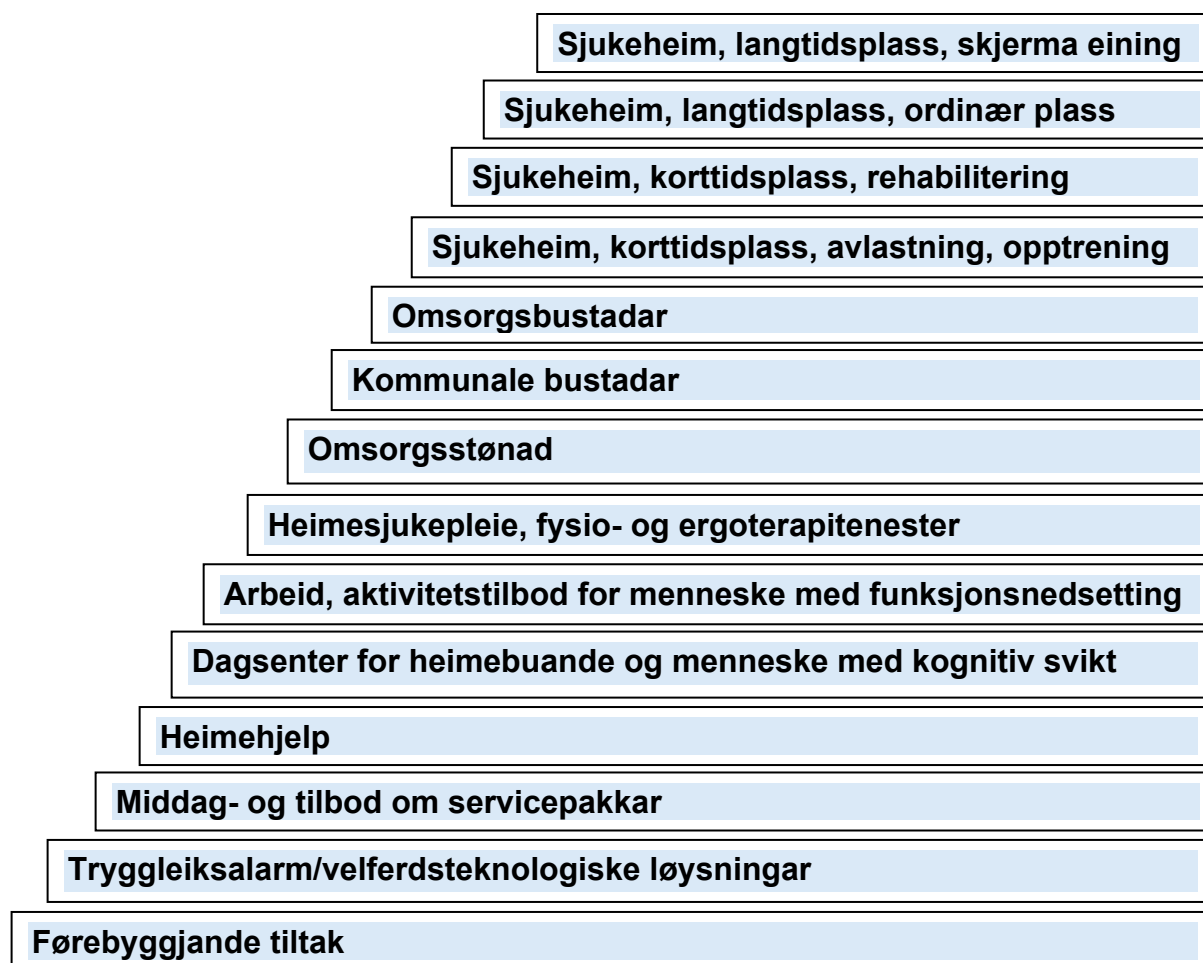 Sjukeheim, langtidsplass, skjerma eining
Sjukeheim, langtidsplass, ordinær plass
Sjukeheim, korttidsplass, rehabilitering
Sjukeheim, korttidsplass, avlastning, opptrening
Omsorgsbustadar
Kommunale bustadar
Omsorgsstønad
Heimesjukepleie, fysio- og ergoterapitenester
Arbeid, aktivitetstilbod for menneske med funksjonsnedsetting
Dagsenter for heimebuande og menneske med kognitiv svikt
Heimehjelp
Middag- og tilbod om servicepakkar
Tryggleiksalarm/velferdsteknologiske løysningar
Førebyggjande tiltak